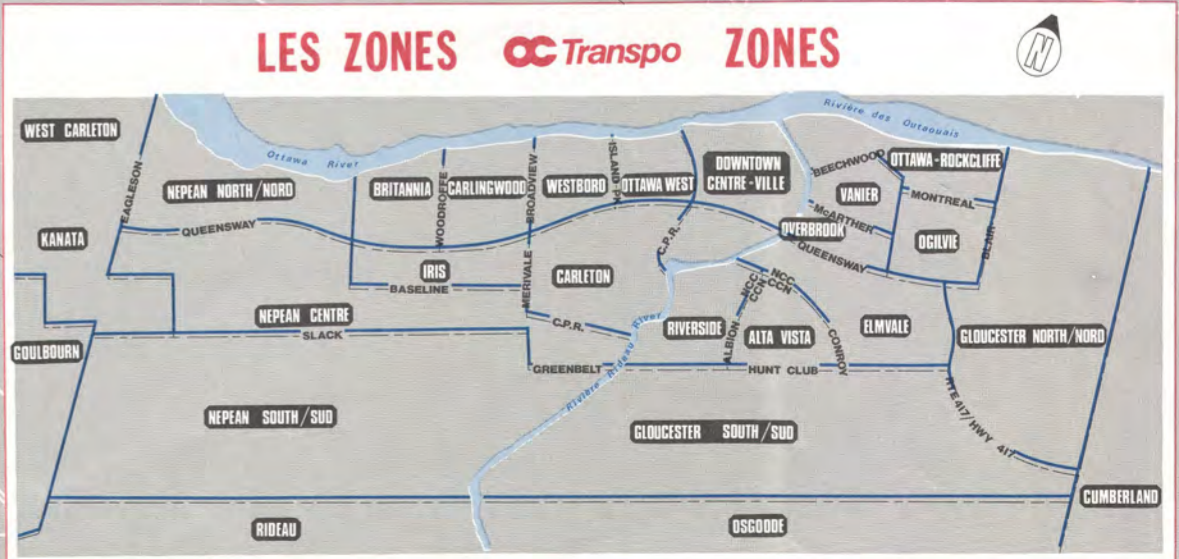 LES ZONES OC Transpo ZONES
N
WEST CARLETON
Ottawa River
Rivière des Outaouais
EAGLESON
NEPEAN NORTH/NORD
BRITANNIA
WOODROFFE
CARLINGWOOD
BROADVIEW
WESTBORO
ISLAND PK
OTTAWA WEST
DOWNTOWN
CENTRE-VILLE
BEECHWOOD
OTTAWA-ROCKCLIFFE
VANIER
MONTREAL
McARTHER
OVERBROOK
OGILVIE
BLAIR
KANATA
QUEENSWAY
QUEENSWAY
C.P.R.
IRIS
BASELINE
MERIVALE
CARLETON
NCC
CCN
NCC
CCN
NEPEAN CENTRE
SLACK
C.P.R.
RIVERSIDE
ALBION
ALTA VISTA
CONROY
ELMVALE
GLOUCESTER NORTH/NORD
GOULBOURN
GREENBELT
HUNT CLUB
Rivière Rideau River
RTE 417/HWY 417
NEPEAN SOUTH/SUD
GLOUCESTER SOUTH/SUD
CUMBERLAND
RIDEAU
OSGOODE